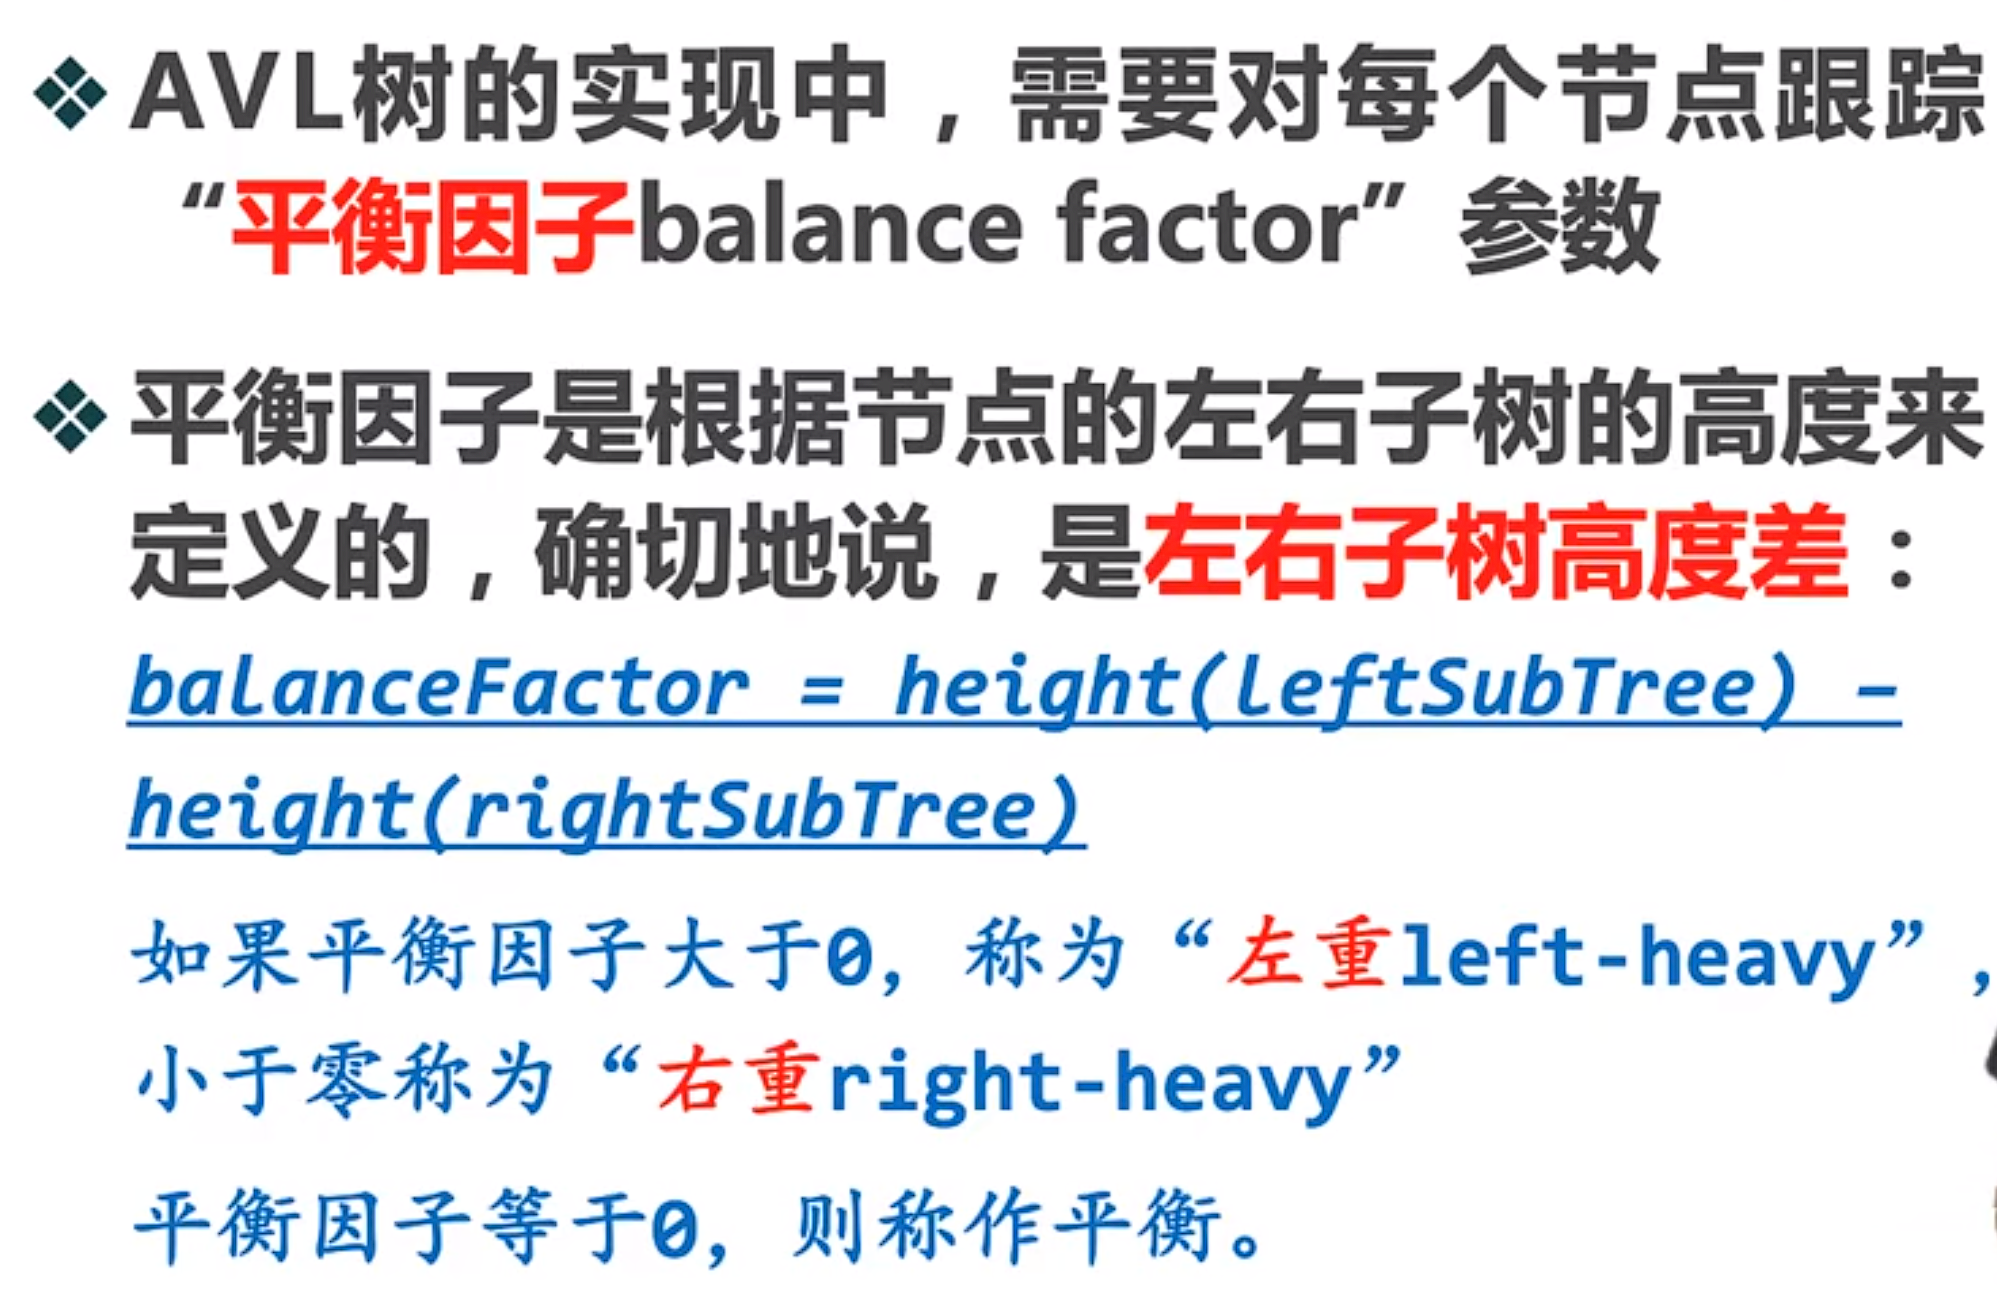 AVL树的实现中，需要对每个节点跟踪
“平衡因子balance factor”参数
平衡因子是根据节点的左右子树的高度来
定义的，确切地说，是左右子树高度差：
balanceFactor = height(leftSubTree) –
height(rightSubTree)
如果平衡因子大于0，称为“左重left-heavy”，
小于零称为“右重right-heavy”
平衡因子等于0，则称作平衡。